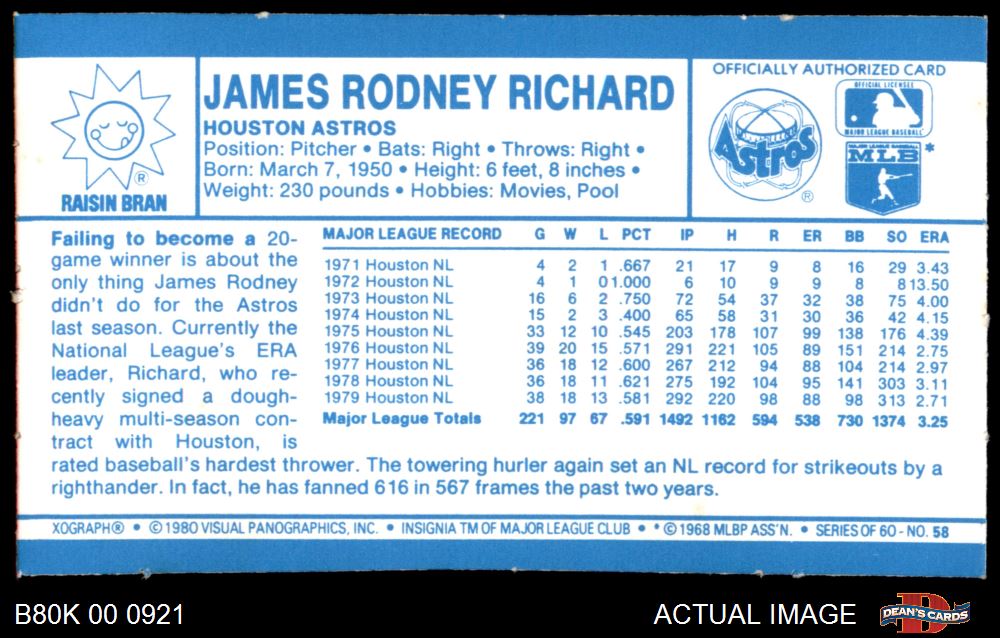 RAISIN BRAN
®
JAMES RODNEY RICHARD
HOUSTON ASTROS
Position: Pitcher • Bats: Right • Throws: Right •
Born: March 7, 1950 • Height: 6 feet, 8 inches •
Weight: 230 pounds • Hobbies: Movies, Pool
OFFICIALLY AUTHORIZED CARD
Astros
®
OFFICIAL LICENSEE
MAJOR LEAGUE BASEBALL
MAJOR LEAGUE BASEBALL
MLB *
Failing to become a 20-
game winner is about the
only thing James Rodney
didn't do for the Astros
last season. Currently the
National League's ERA
leader, Richard, who re-
cently signed a dough-
heavy multi-season con-
tract with Houston, is
rated baseball's hardest thrower. The towering hurler again set an NL record for strikeouts by a
righthander. In fact, he has fanned 616 in 567 frames the past two years.
MAJOR LEAGUE RECORD G W L PCT IP H R ER BB SO ERA
1971 Houston NL 4 2 1 .667 21 17 9 8 16 29 3.43
1972 Houston NL 4 1 0 1.000 6 10 9 9 8 8 13.50
1973 Houston NL 16 6 2 .750 72 54 37 32 38 75 4.00
1974 Houston NL 15 2 3 .400 65 58 31 30 36 42 4.15
1975 Houston NL 33 12 10 .545 203 178 107 99 138 176 4.39
1976 Houston NL 39 20 15 .571 291 221 105 89 151 214 2.75
1977 Houston NL 36 18 12 .600 267 212 94 88 104 214 2.97
1978 Houston NL 36 18 11 .621 275 192 104 95 141 303 3.11
1979 Houston NL 38 18 13 .581 292 220 98 88 98 313 2.71
Major League Totals 221 97 67 .591 1492 1162 594 538 730 1374 3.25
XOGRAPH® • © 1980 VISUAL PANOGRAPHICS, INC. • INSIGNIA TM OF MAJOR LEAGUE CLUB • * © 1968 MLBP ASS'N. • SERIES OF 60 - NO. 58
B80K 00 0921
ACTUAL IMAGE
DEAN'S CARDS